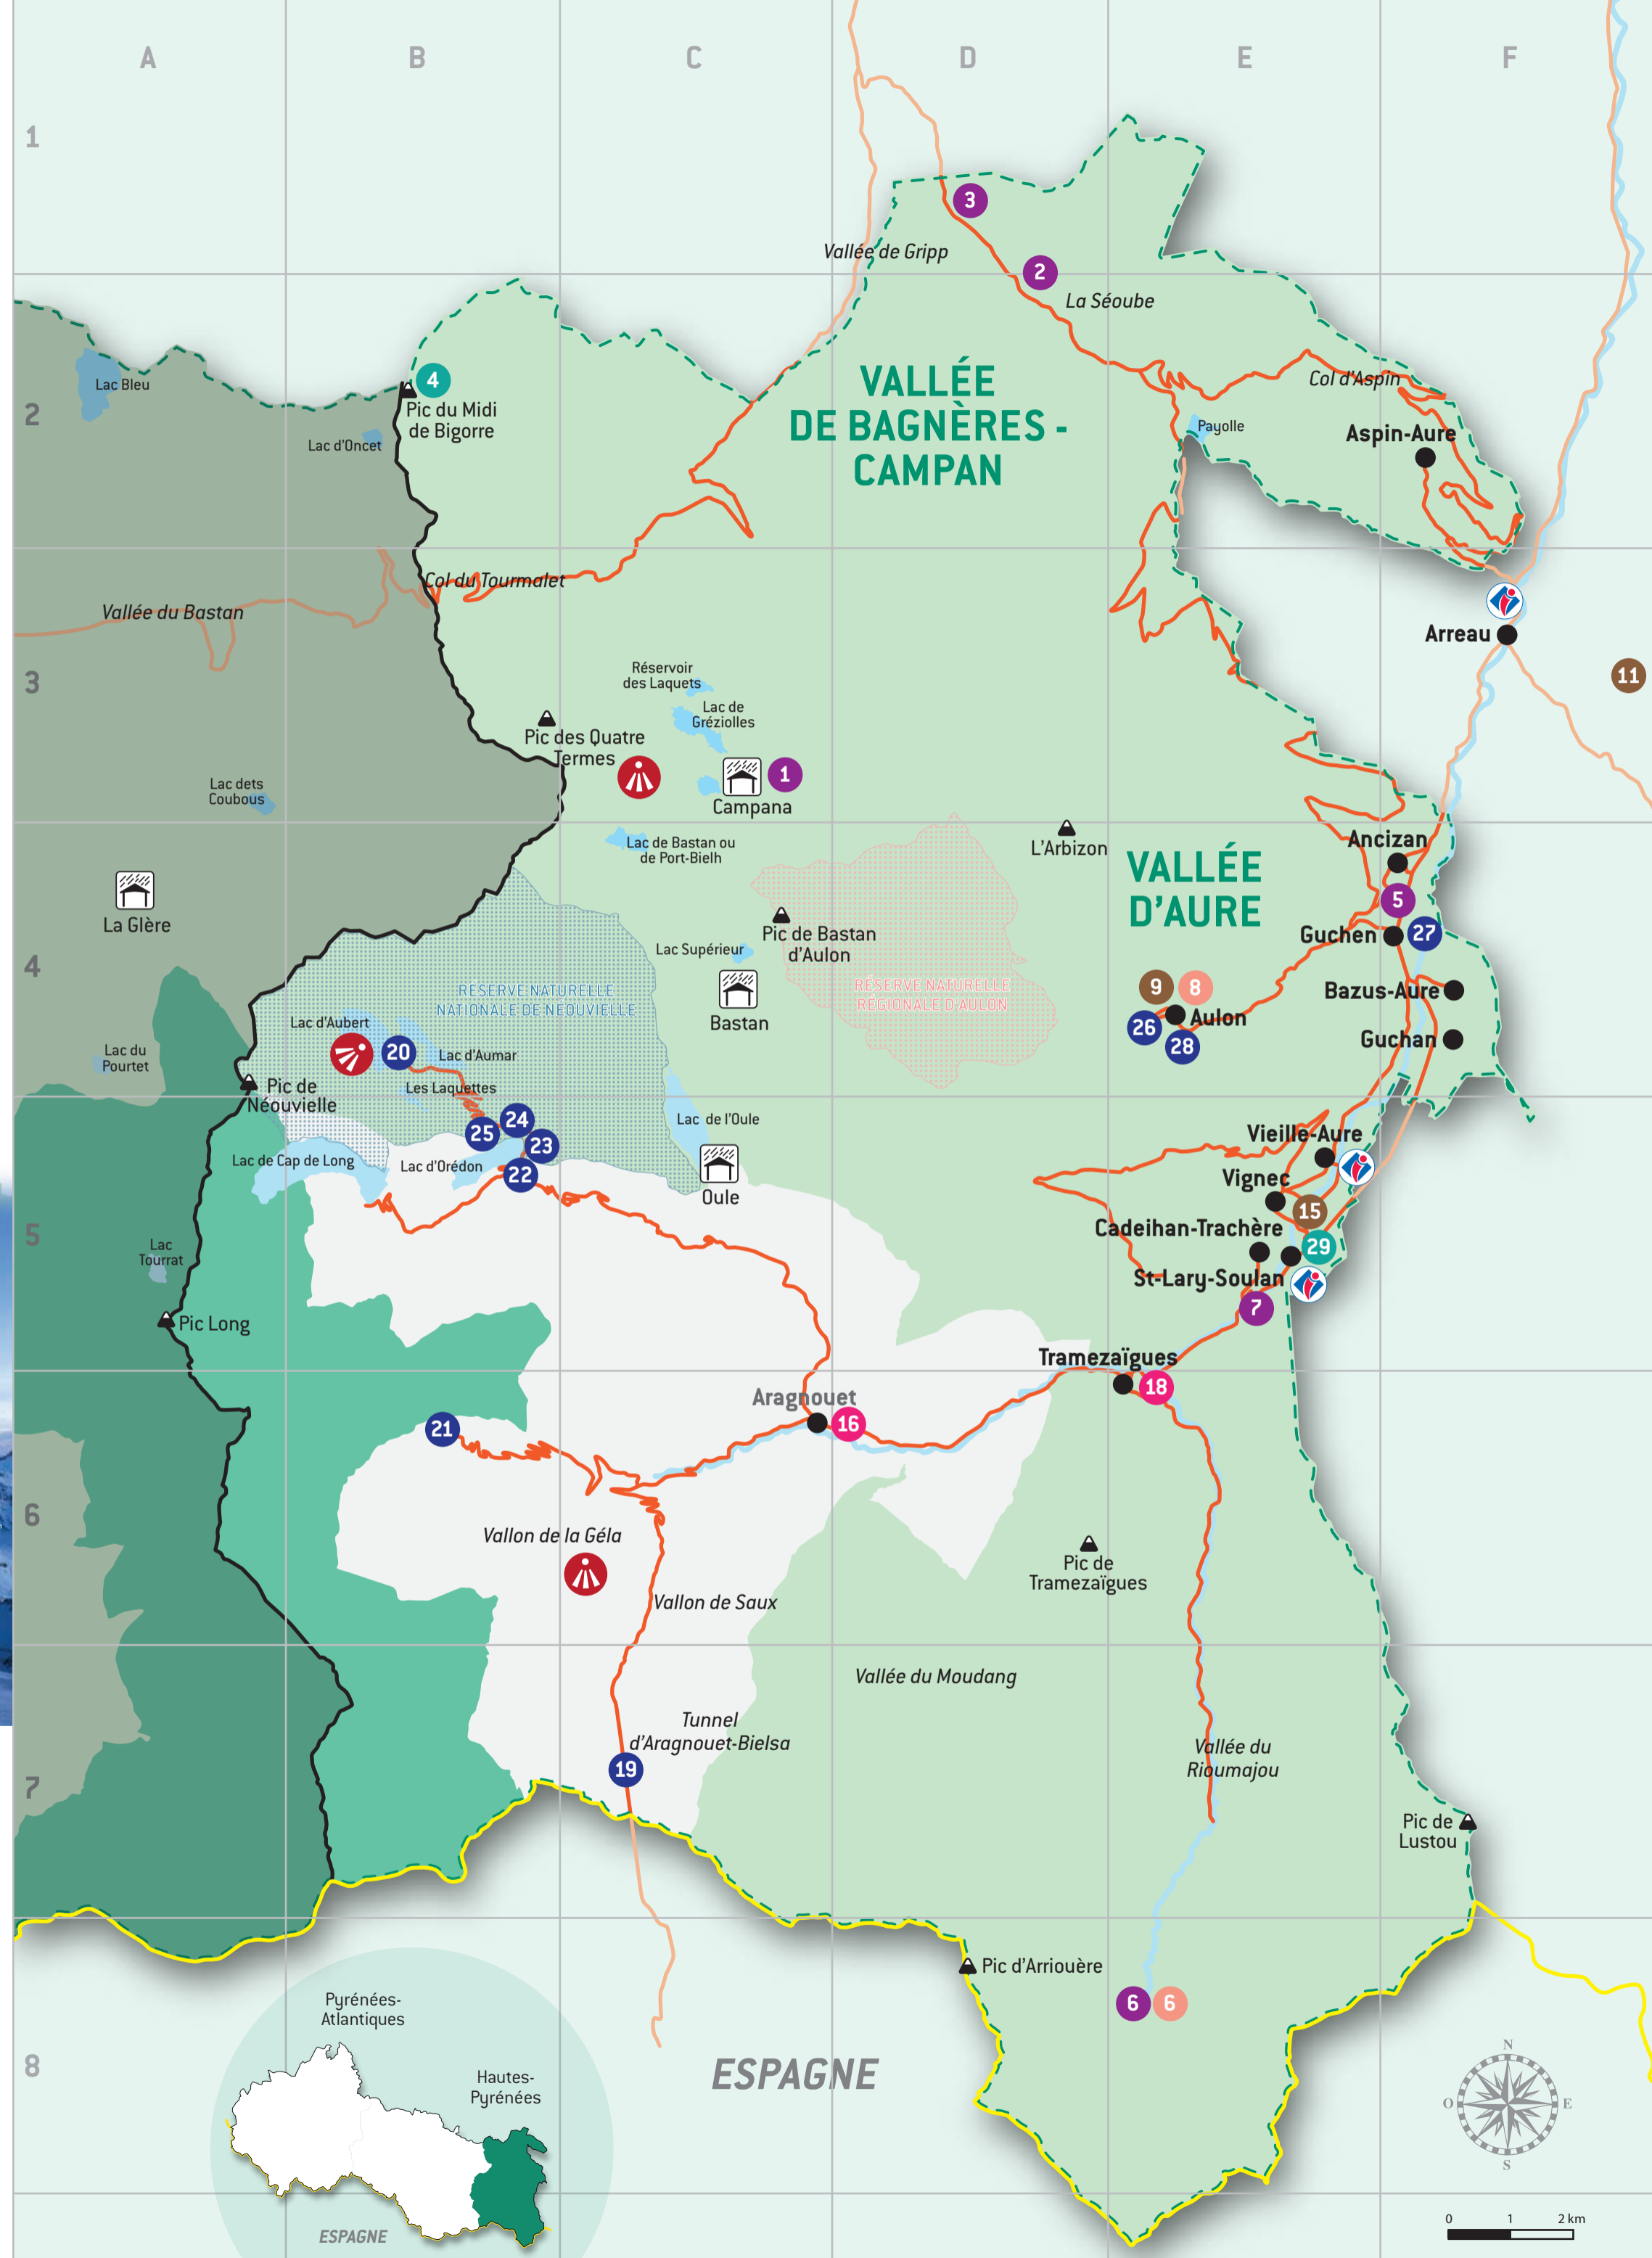 A
B
C
D
E
F
1
3
Vallée de Gripp
2
La Séoube
2
4
Lac Bleu
Pic du Midi
de Bigorre
Lac d'Oncet
VALLÉE
DE BAGNÈRES -
CAMPAN
Col d'Aspin
Payolle
Aspin-Aure
3
Col du Tourmalet
Vallée du Bastan
Arreau
11
Réservoir
des Laquets
Lac de
Gréziolles
Pic des Quatre
Termes
1
Campana
Lac dets
Coubous
4
Lac de Bastan ou
de Port-Bielh
L'Arbizon
VALLÉE
D'AURE
Ancizan
5
Guchen
27
La Glère
Pic de Bastan
d'Aulon
Lac Supérieur
Bastan
RÉSERVE NATURELLE
NATIONALE DE NÉOUVIELLE
RÉSERVE NATURELLE
RÉGIONALE D'AULON
9
8
Bazus-Aure
Aulon
26
28
Guchan
Lac d'Aubert
20
Lac d'Aumar
Lac du
Pourtet
Les Laquettes
Pic de
Néouvielle
5
24
25
23
22
Lac de l'Oule
Oule
Lac de Cap de Long
Lac d'Orédon
Vieille-Aure
Vignec
15
Cadeihan-Trachère
29
St-Lary-Soulan
7
Lac
Tourrat
Pic Long
Tramezaïgues
18
6
Aragnouet
16
21
Vallon de la Géla
Vallon de Saux
Pic de
Tramezaïgues
7
Vallée du Moudang
Tunnel
d'Aragnouet-Bielsa
19
Vallée du
Rioumajou
Pic de
Lustou
8
Pic d'Arriouère
6
6
ESPAGNE
Pyrénées-
Atlantiques
Hautes-
Pyrénées
ESPAGNE
N
O
E
S
0
1
2 km